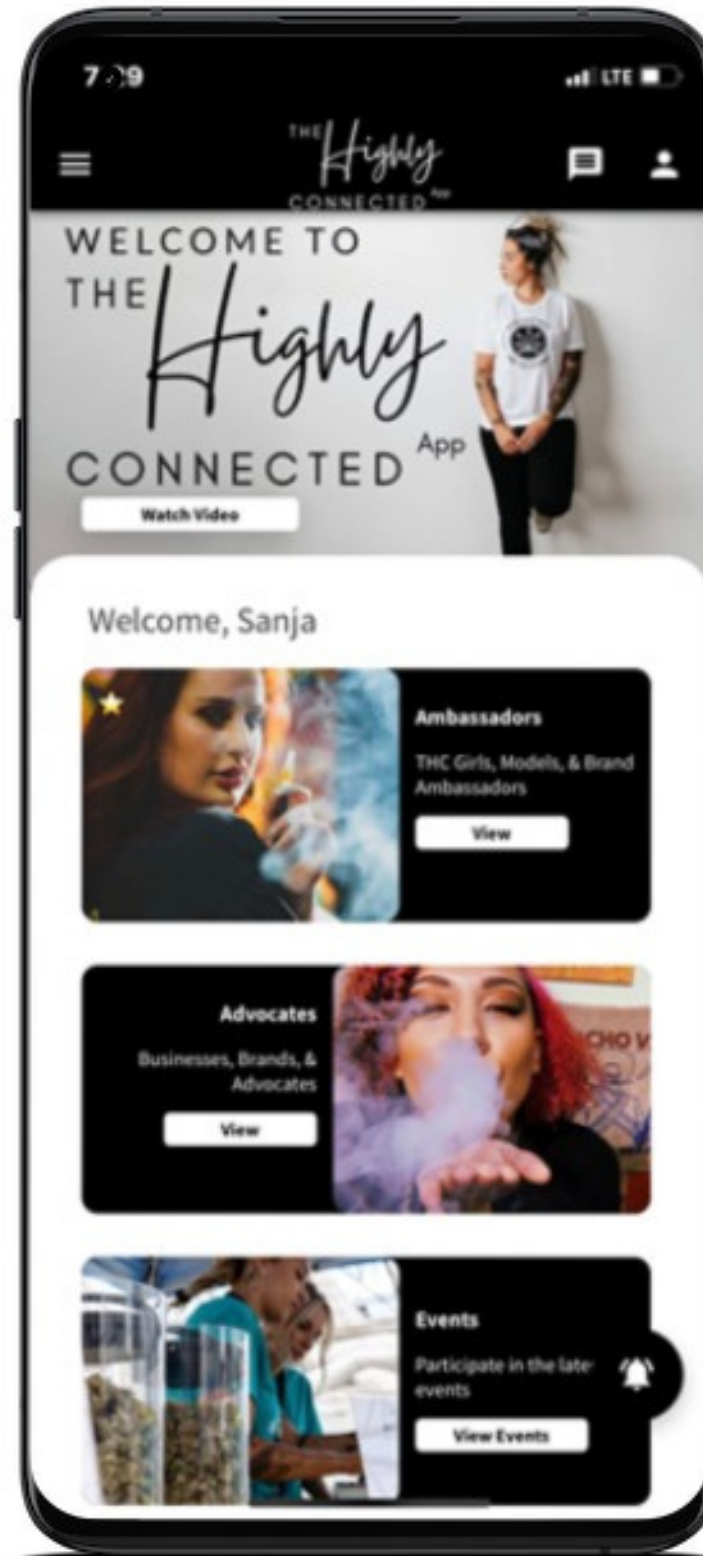 LTE
THE Highly
CONNECTED App
WELCOME TO
THE Highly
CONNECTED App
Watch Video
Welcome, Sanja
Ambassadors
THC Girls, Models, & Brand
Ambassadors
View
Advocates
Businesses, Brands, &
Advocates
View
Events
Participate in the late
events
View Events